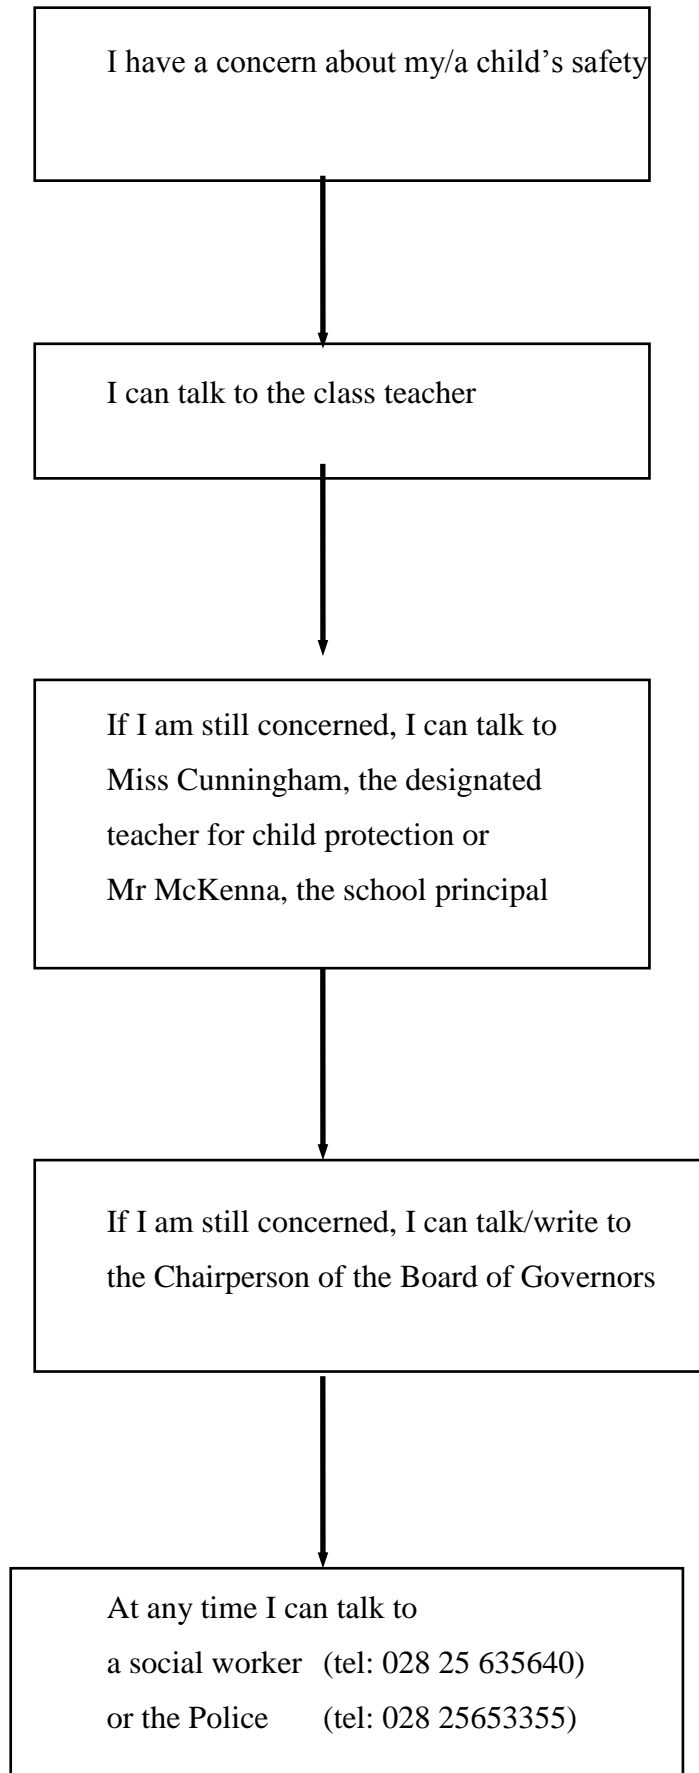 I have a concern about my/a child’s safety
I can talk to the class teacher
If I am still concerned, I can talk to
Miss Cunningham, the designated
teacher for child protection or
Mr McKenna, the school principal
If I am still concerned, I can talk/write to
the Chairperson of the Board of Governors
At any time I can talk to
a social worker (tel: 028 25 635640)
or the Police (tel: 028 25653355)